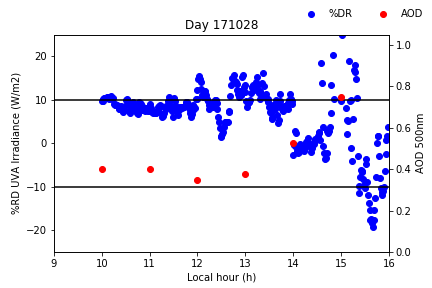 %DR AOD
Day 171028
%RD UVA Irradiance (W/m2)
20
10
0
−10
−20
1.0
0.8
0.6
0.4
0.2
0.0
AOD 500nm
9 10 11 12 13 14 15 16
Local hour (h)